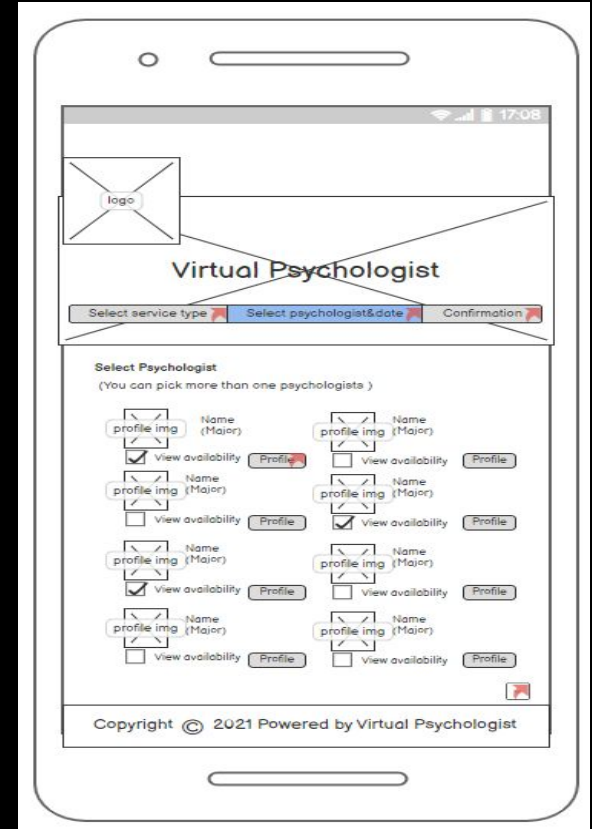 17:08
logo
Virtual Psychologist
Select service type Select psychologist&date Confirmation
Select Psychologist
(You can pick more than one psychologists )
profile img Name (Major) profile img Name (Major)
View availability Profile View availability Profile
profile img Name (Major) profile img Name (Major)
View availability Profile View availability Profile
profile img Name (Major) profile img Name (Major)
View availability Profile View availability Profile
profile img Name (Major) profile img Name (Major)
View availability Profile View availability Profile
Copyright © 2021 Powered by Virtual Psychologist